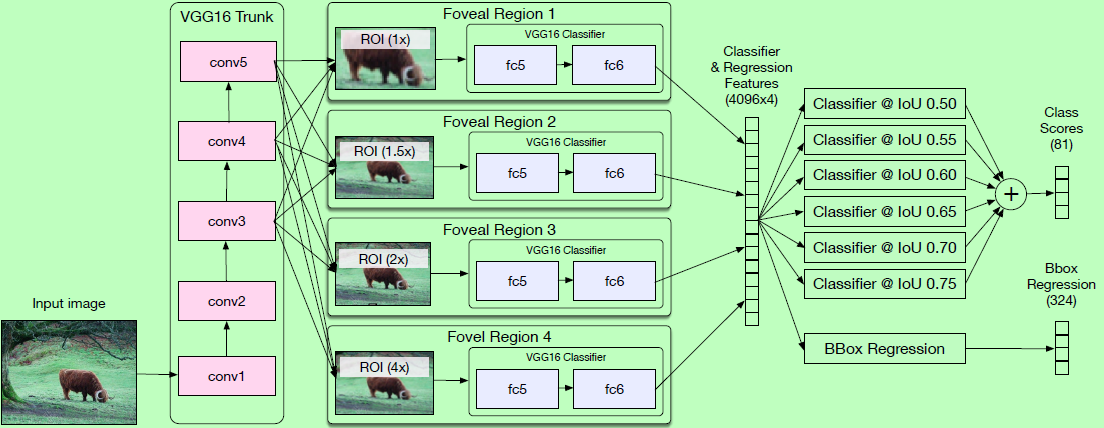 Input image
VGG16 Trunk
conv5
conv4
conv3
conv2
conv1
Foveal Region 1
ROI (1x)
VGG16 Classifier
fc5
fc6
Foveal Region 2
ROI (1.5x)
VGG16 Classifier
fc5
fc6
Foveal Region 3
ROI (2x)
VGG16 Classifier
fc5
fc6
Fovel Region 4
ROI (4x)
VGG16 Classifier
fc5
fc6
Classifier
& Regression
Features
(4096x4)
Classifier @ IoU 0.50
Classifier @ IoU 0.55
Classifier @ IoU 0.60
Classifier @ IoU 0.65
Classifier @ IoU 0.70
Classifier @ IoU 0.75
BBox Regression
+
Class
Scores
(81)
Bbox
Regression
(324)